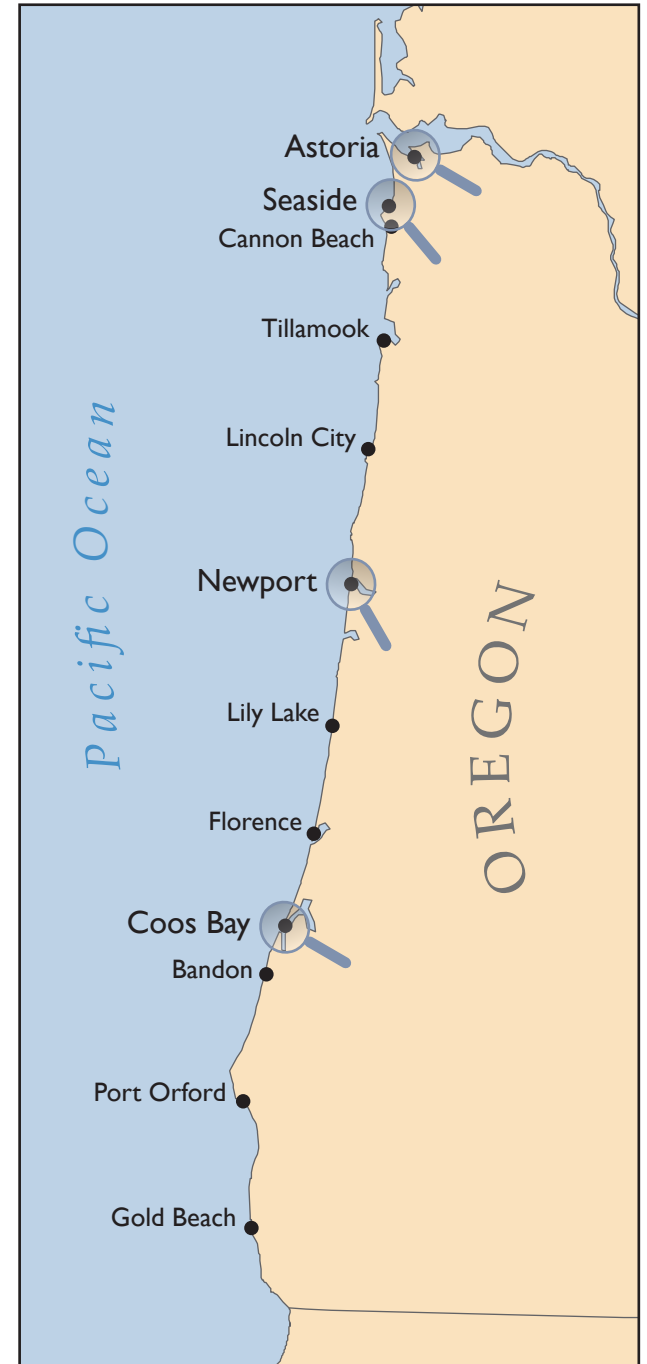 Astoria
Seaside
Cannon Beach
Tillamook
Lincoln City
Pacific Ocean
Newport
OREGON
Lily Lake
Florence
Coos Bay
Bandon
Port Orford
Gold Beach